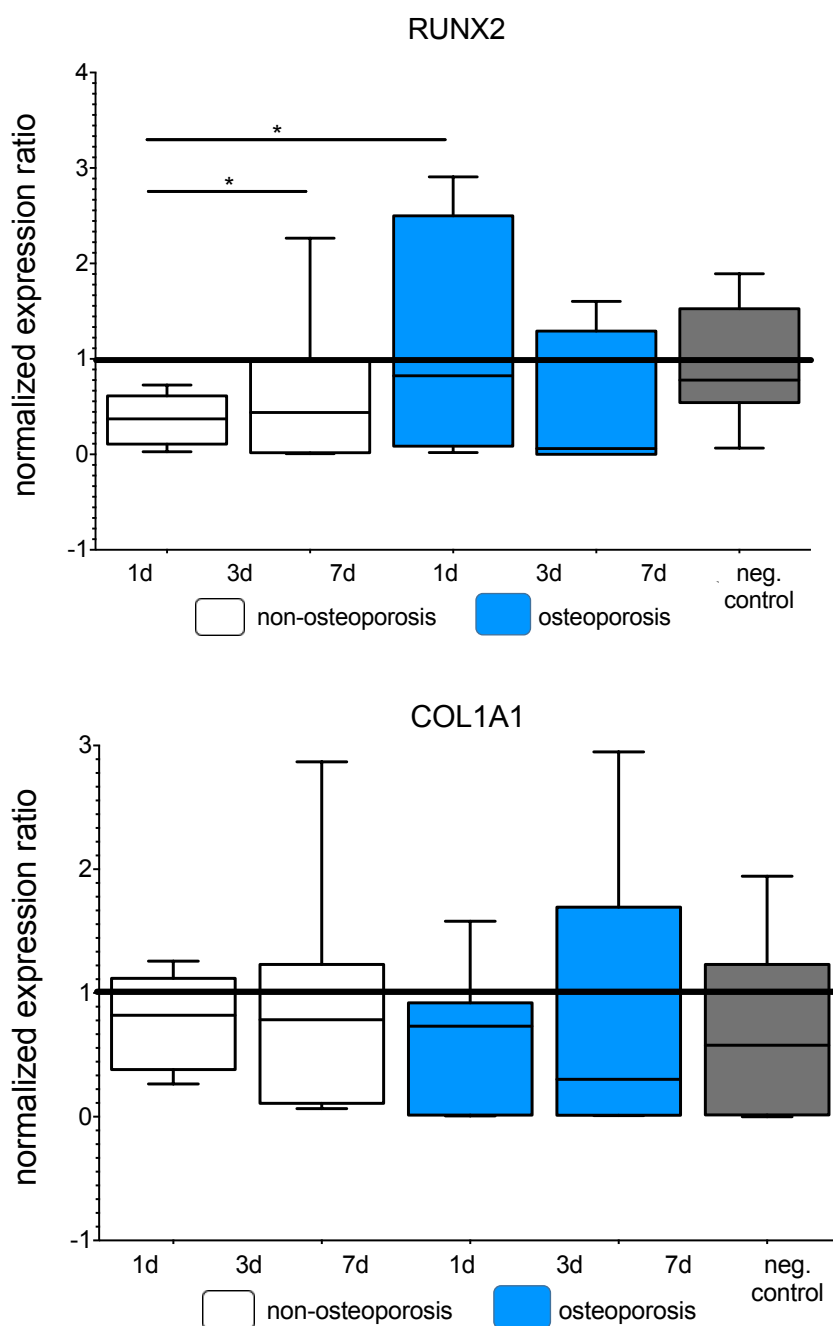 RUNX2
normalized expression ratio
4
*
3
*
2
1
0
-1
1d 3d 7d 1d 3d 7d neg.
control
non-osteoporosis osteoporosis
COL1A1
normalized expression ratio
3
2
1
0
-1
1d 3d 7d 1d 3d 7d neg.
control
non-osteoporosis osteoporosis